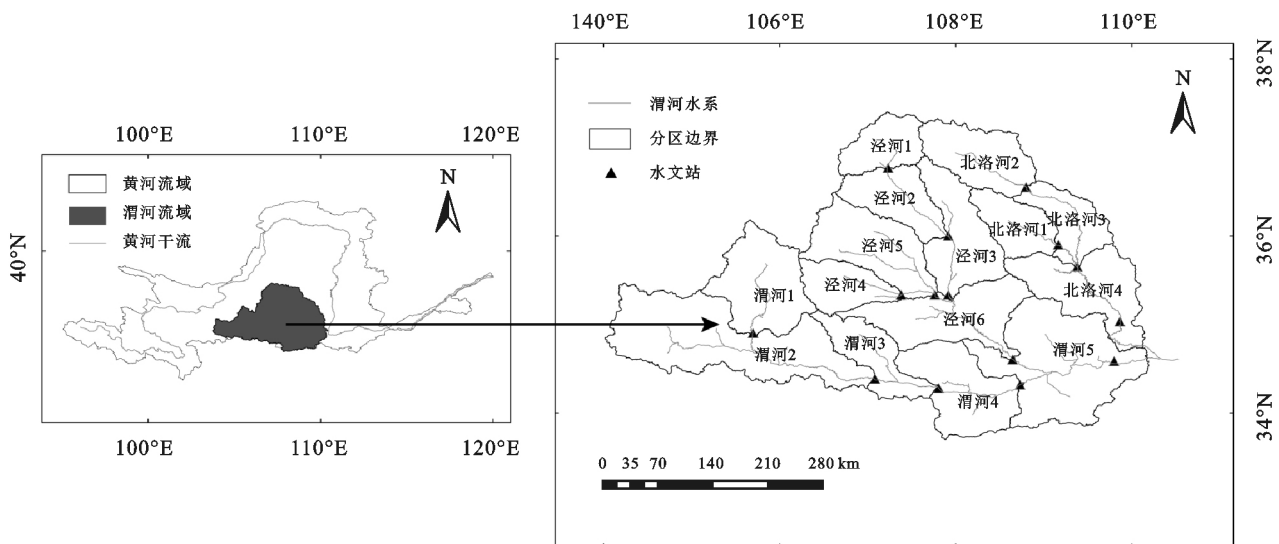 100°E 110°E 120°E
N
黄河流域
渭河流域
黄河干流
40°N
100°E 110°E 120°E
140°E 106°E 108°E 110°E
38°N
36°N
34°N
N
渭河水系
分区边界
水文站
泾河1
北洛河2
泾河2
北洛河1
北洛河3
泾河5
泾河3
泾河4
渭河1
北洛河4
泾河6
渭河2
渭河3
渭河5
渭河4
0 35 70 140 210 280 km